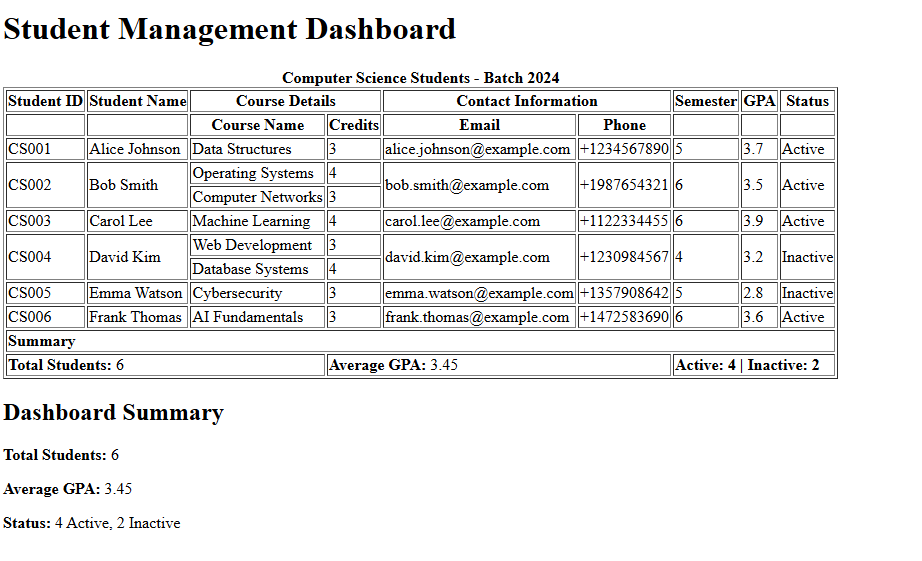 Student Management Dashboard
Computer Science Students - Batch 2024
Student ID Student Name Course Details Contact Information Semester GPA Status
Course Name Credits Email Phone
CS001 Alice Johnson Data Structures 3 alice.johnson@example.com +1234567890 5 3.7 Active
CS002 Bob Smith Operating Systems 4 bob.smith@example.com +1987654321 6 3.5 Active
Computer Networks 3
CS003 Carol Lee Machine Learning 4 carol.lee@example.com +1122334455 6 3.9 Active
CS004 David Kim Web Development 3 david.kim@example.com +1230984567 4 3.2 Inactive
Database Systems 4
CS005 Emma Watson Cybersecurity 3 emma.watson@example.com +1357908642 5 2.8 Inactive
CS006 Frank Thomas AI Fundamentals 3 frank.thomas@example.com +1472583690 6 3.6 Active
Summary
Total Students: 6 Average GPA: 3.45 Active: 4 | Inactive: 2
Dashboard Summary
Total Students: 6
Average GPA: 3.45
Status: 4 Active, 2 Inactive